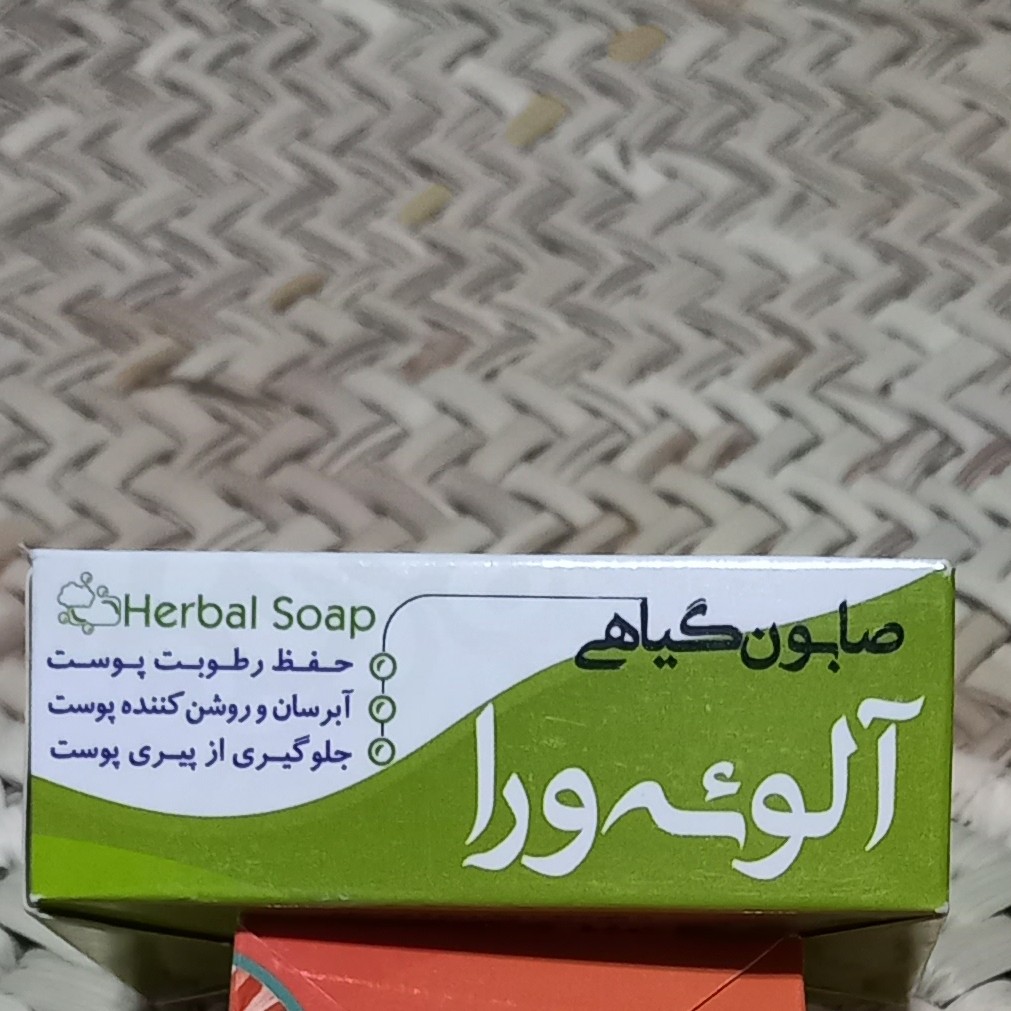 صابون گیاهی
آلوئه ورا
Herbal Soap
حفظ رطوبت پوست
آبرسان و روشن کننده پوست
جلوگیری از پیری پوست